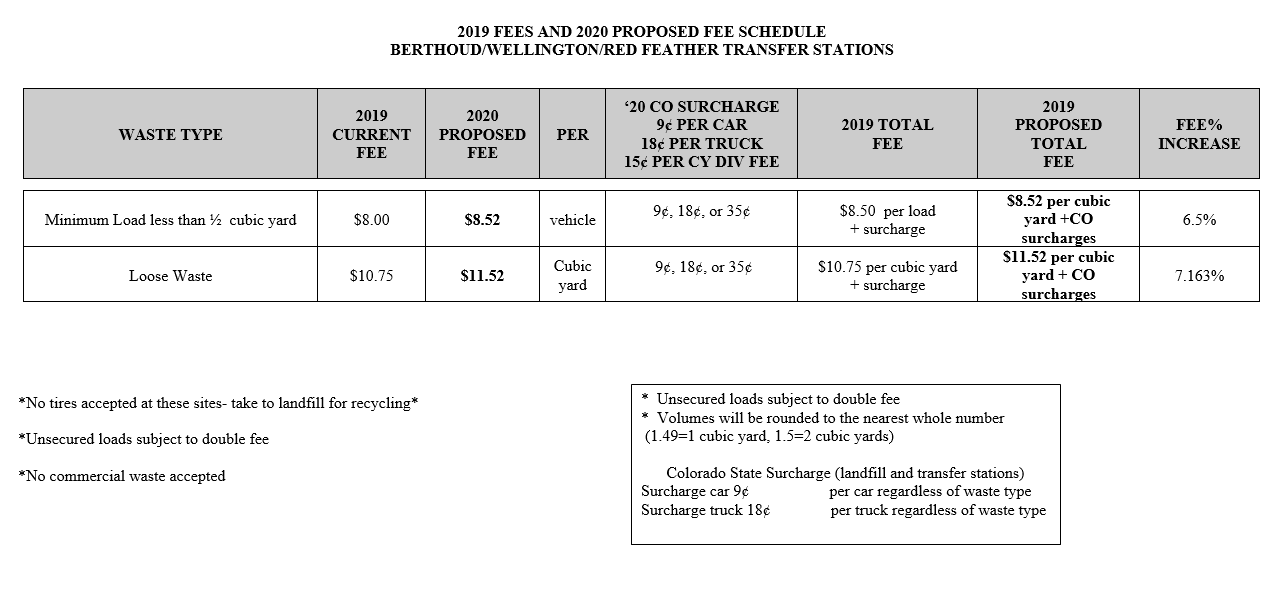 2019 FEES AND 2020 PROPOSED FEE SCHEDULE
BERTHOUD/WELLINGTON/RED FEATHER TRANSFER STATIONS
WASTE TYPE
2019
CURRENT
FEE
2020
PROPOSED
FEE
PER
‘20 CO SURCHARGE
9¢ PER CAR
18¢ PER TRUCK
15¢ PER CY DIV FEE
2019 TOTAL
FEE
2019
PROPOSED
TOTAL
FEE
FEE%
INCREASE
Minimum Load less than ½ cubic yard
$8.00
$8.52
vehicle
9¢, 18¢, or 35¢
$8.50 per load
+ surcharge
$8.52 per cubic
yard +CO
surcharges
6.5%
Loose Waste
$10.75
$11.52
Cubic
yard
9¢, 18¢, or 35¢
$10.75 per cubic yard
+ surcharge
$11.52 per cubic
yard + CO
surcharges
7.163%
*No tires accepted at these sites- take to landfill for recycling*
*Unsecured loads subject to double fee
*No commercial waste accepted
* Unsecured loads subject to double fee
* Volumes will be rounded to the nearest whole number
(1.49=1 cubic yard, 1.5=2 cubic yards)
Colorado State Surcharge (landfill and transfer stations)
Surcharge car 9¢ per car regardless of waste type
Surcharge truck 18¢ per truck regardless of waste type